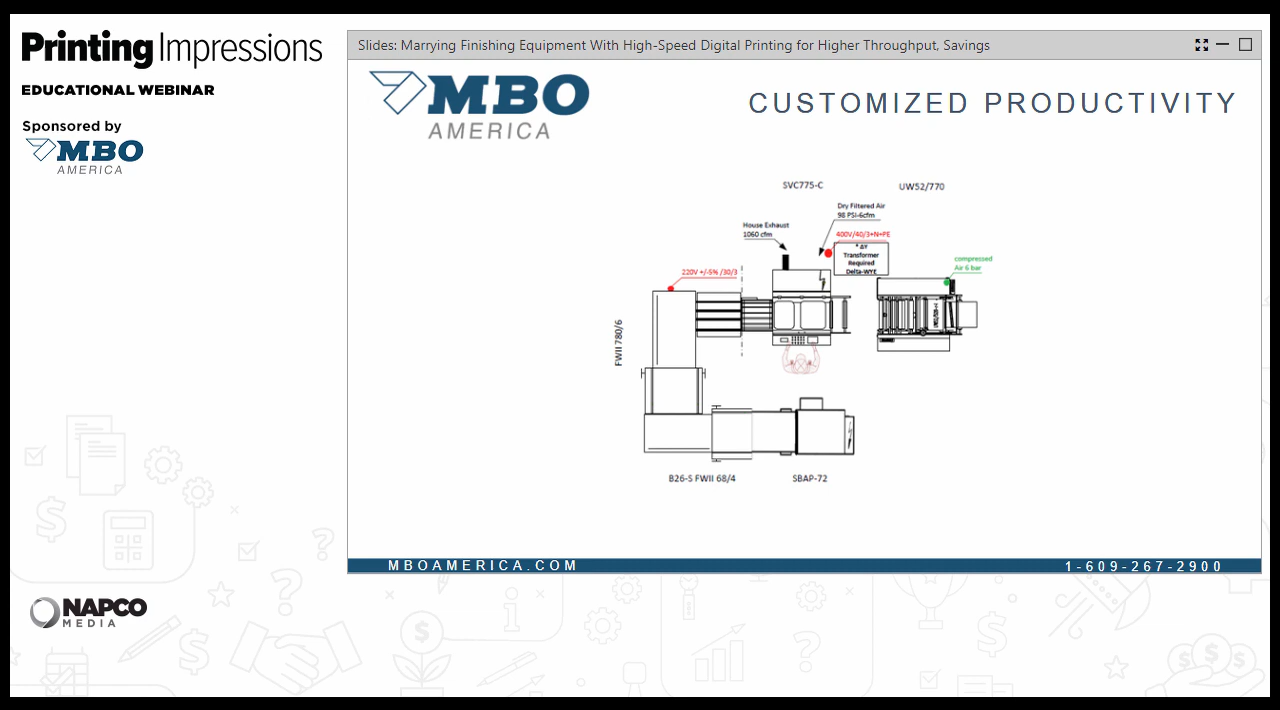 Printing Impressions
EDUCATIONAL WEBINAR
Sponsored by
MBO
AMERICA
Slides: Marrying Finishing Equipment With High-Speed Digital Printing for Higher Throughput, Savings
MBO
AMERICA
CUSTOMIZED PRODUCTIVITY
SVC775-C
UW52/770
Dry Filtered Air
98 PSI-6cfm
House Exhaust
1060 cfm
400V/40/3+N+PE
* ΔY
Transformer
Required
Delta-WYE
compressed
Air 6 bar
220V +/-5% /30/3
FWII 780/6
B26-S FWII 68/4
SBAP-72
MBOAMERICA.COM
1-609-267-2900
NAPCO
MEDIA